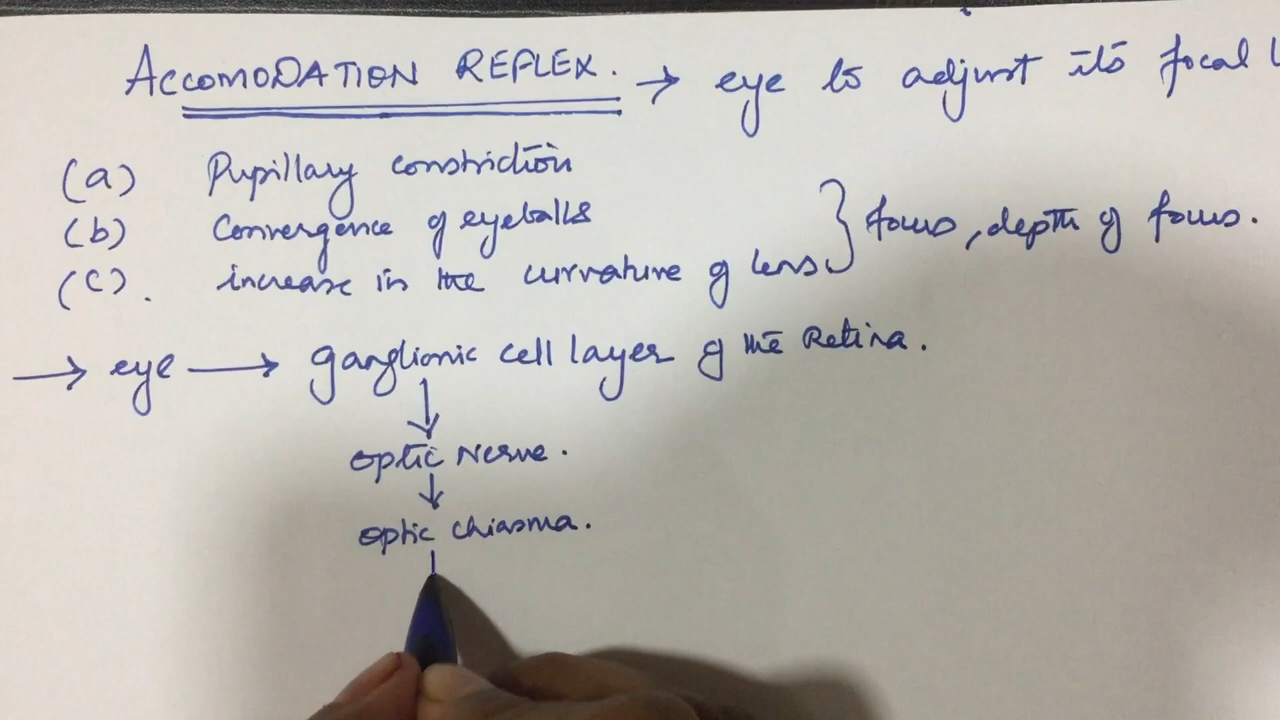 ACCOMODATION REFLEX. → eye to adjust its focal
(a) Pupillary constriction
(b) Convergence of eyeballs
(c). increase in the curvature of lens } focus, depth of focus.
→ eye → ganglionic cell layer of the Retina.
↓
optic Nerve.
↓
optic chiasma.